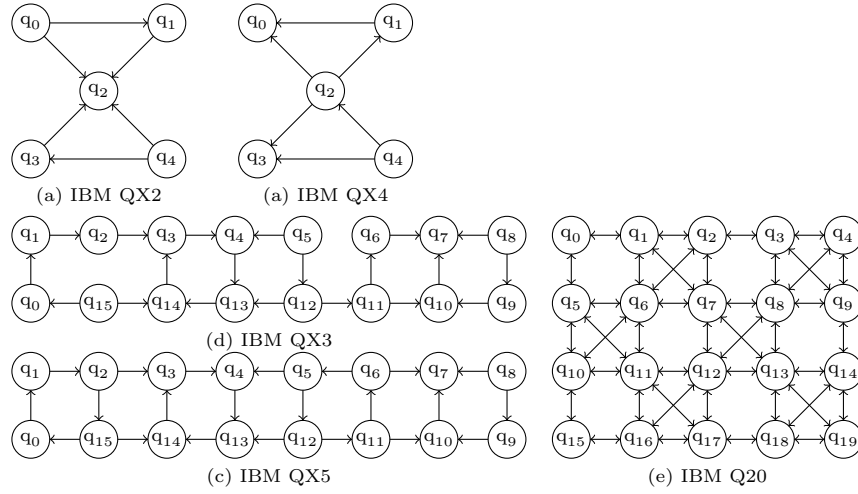 q0 q1 q0 q1
q2 q2
q3 q4 q3 q4
(a) IBM QX2 (a) IBM QX4
q1 q2 q3 q4 q5 q6 q7 q8
q0 q15 q14 q13 q12 q11 q10 q9
(d) IBM QX3
q1 q2 q3 q4 q5 q6 q7 q8
q0 q15 q14 q13 q12 q11 q10 q9
(c) IBM QX5
q0 q1 q2 q3 q4
q5 q6 q7 q8 q9
q10 q11 q12 q13 q14
q15 q16 q17 q18 q19
(e) IBM Q20